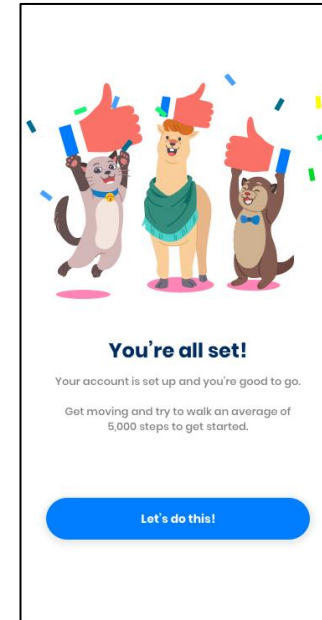 You're all set!
Your account is set up and you're good to go.
Get moving and try to walk an average of
5,000 steps to get started.
Let's do this!